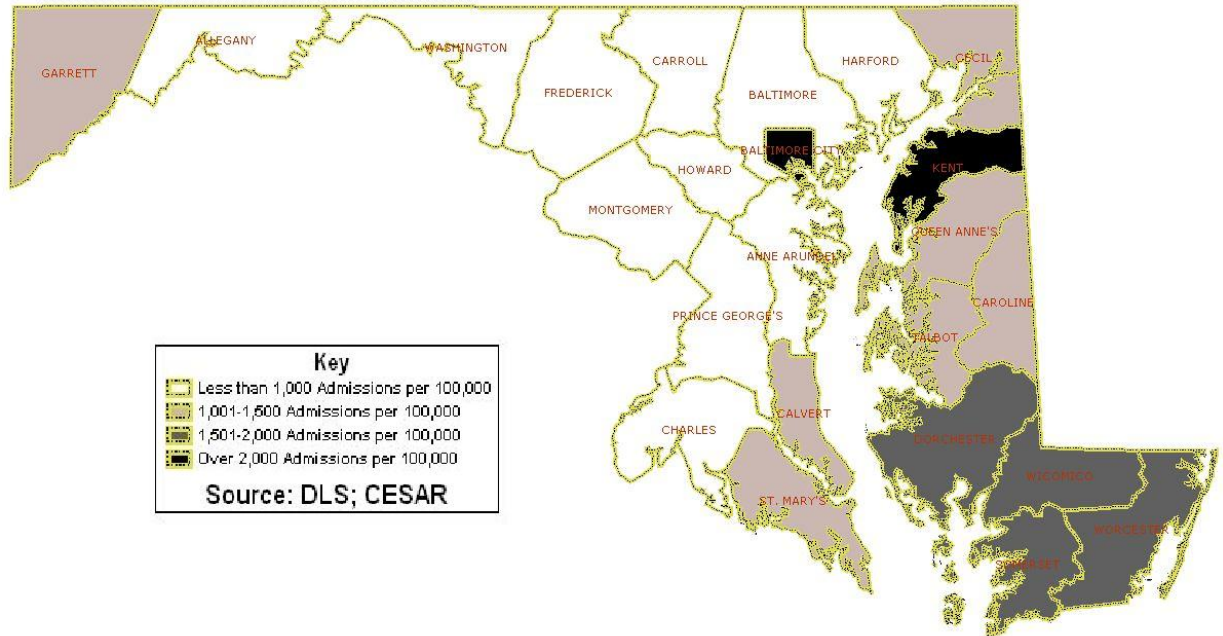 ALLEGANY
WASHINGTON
GARRETT
CARROLL
HARFORD
CECIL
FREDERICK
BALTIMORE
BALTIMORE CITY
HOWARD
KENT
MONTGOMERY
QUEEN ANNE'S
ANNE ARUNDEL
CAROLINE
PRINCE GEORGE'S
TALBOT
Key
Less than 1,000 Admissions per 100,000
1,001-1,500 Admissions per 100,000
1,501-2,000 Admissions per 100,000
Over 2,000 Admissions per 100,000
Source: DLS; CESAR
CALVERT
CHARLES
DORCHESTER
WICOMICO
ST. MARY'S
WORCESTER
SOMERSET